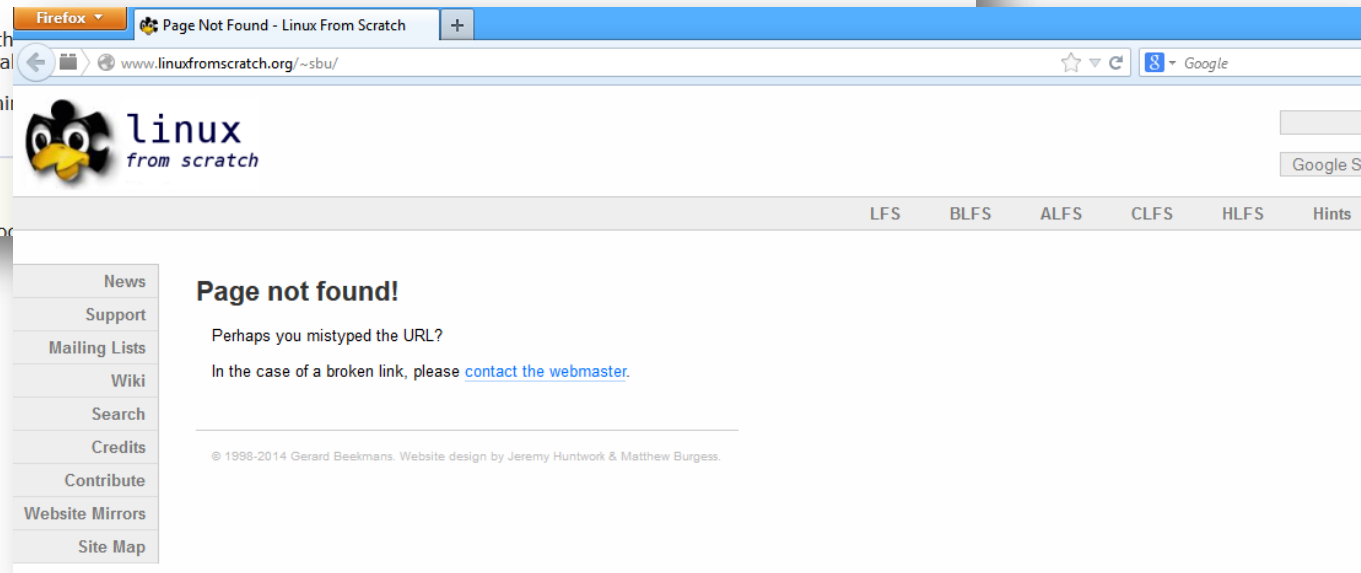 Firefox
Page Not Found - Linux From Scratch
www.linuxfromscratch.org/~sbu/
Google
linux
from scratch
Google S
LFS BLFS ALFS CLFS HLFS Hints
News
Support
Mailing Lists
Wiki
Search
Credits
Contribute
Website Mirrors
Site Map
Page not found!
Perhaps you mistyped the URL?
In the case of a broken link, please contact the webmaster.
© 1998-2014 Gerard Beekmans. Website design by Jeremy Huntwork & Matthew Burgess.